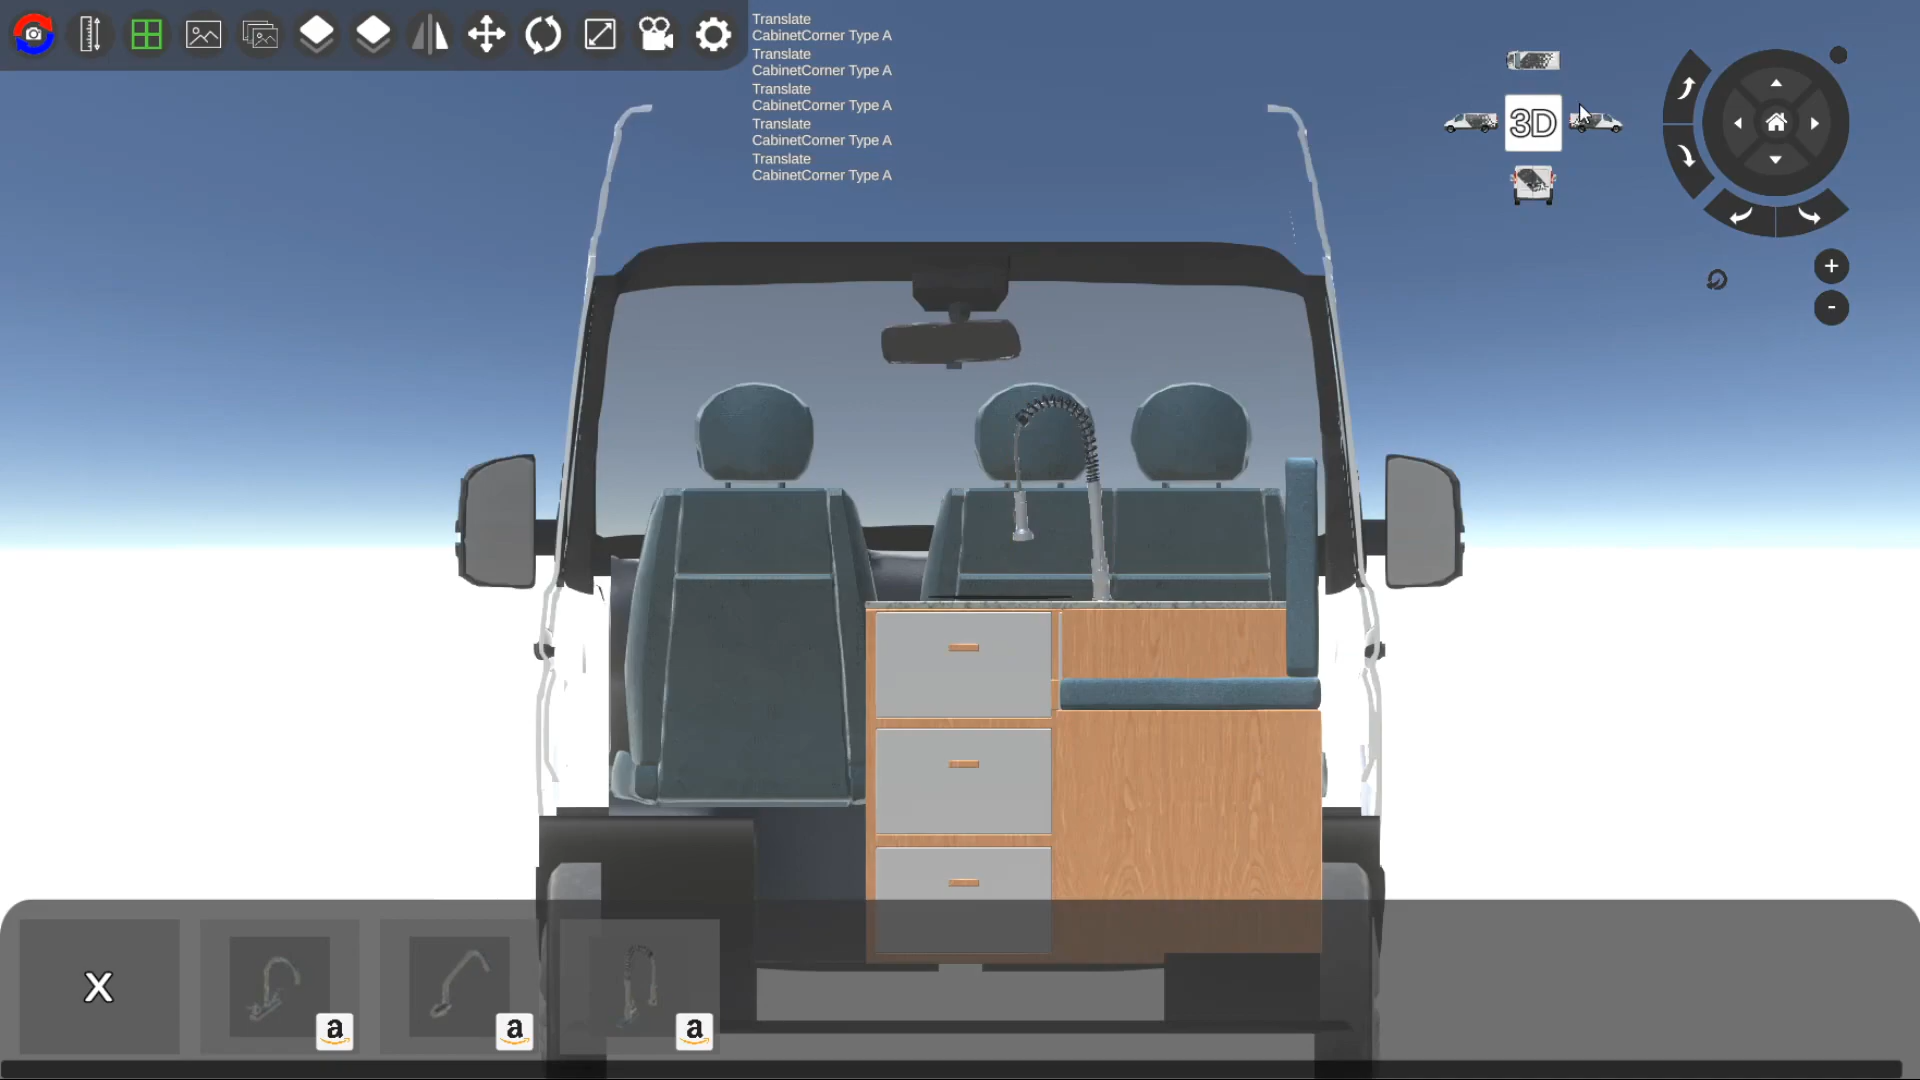 Translate
CabinetCorner Type A
Translate
CabinetCorner Type A
Translate
CabinetCorner Type A
Translate
CabinetCorner Type A
Translate
CabinetCorner Type A
3D
+
-
X
a
a
a